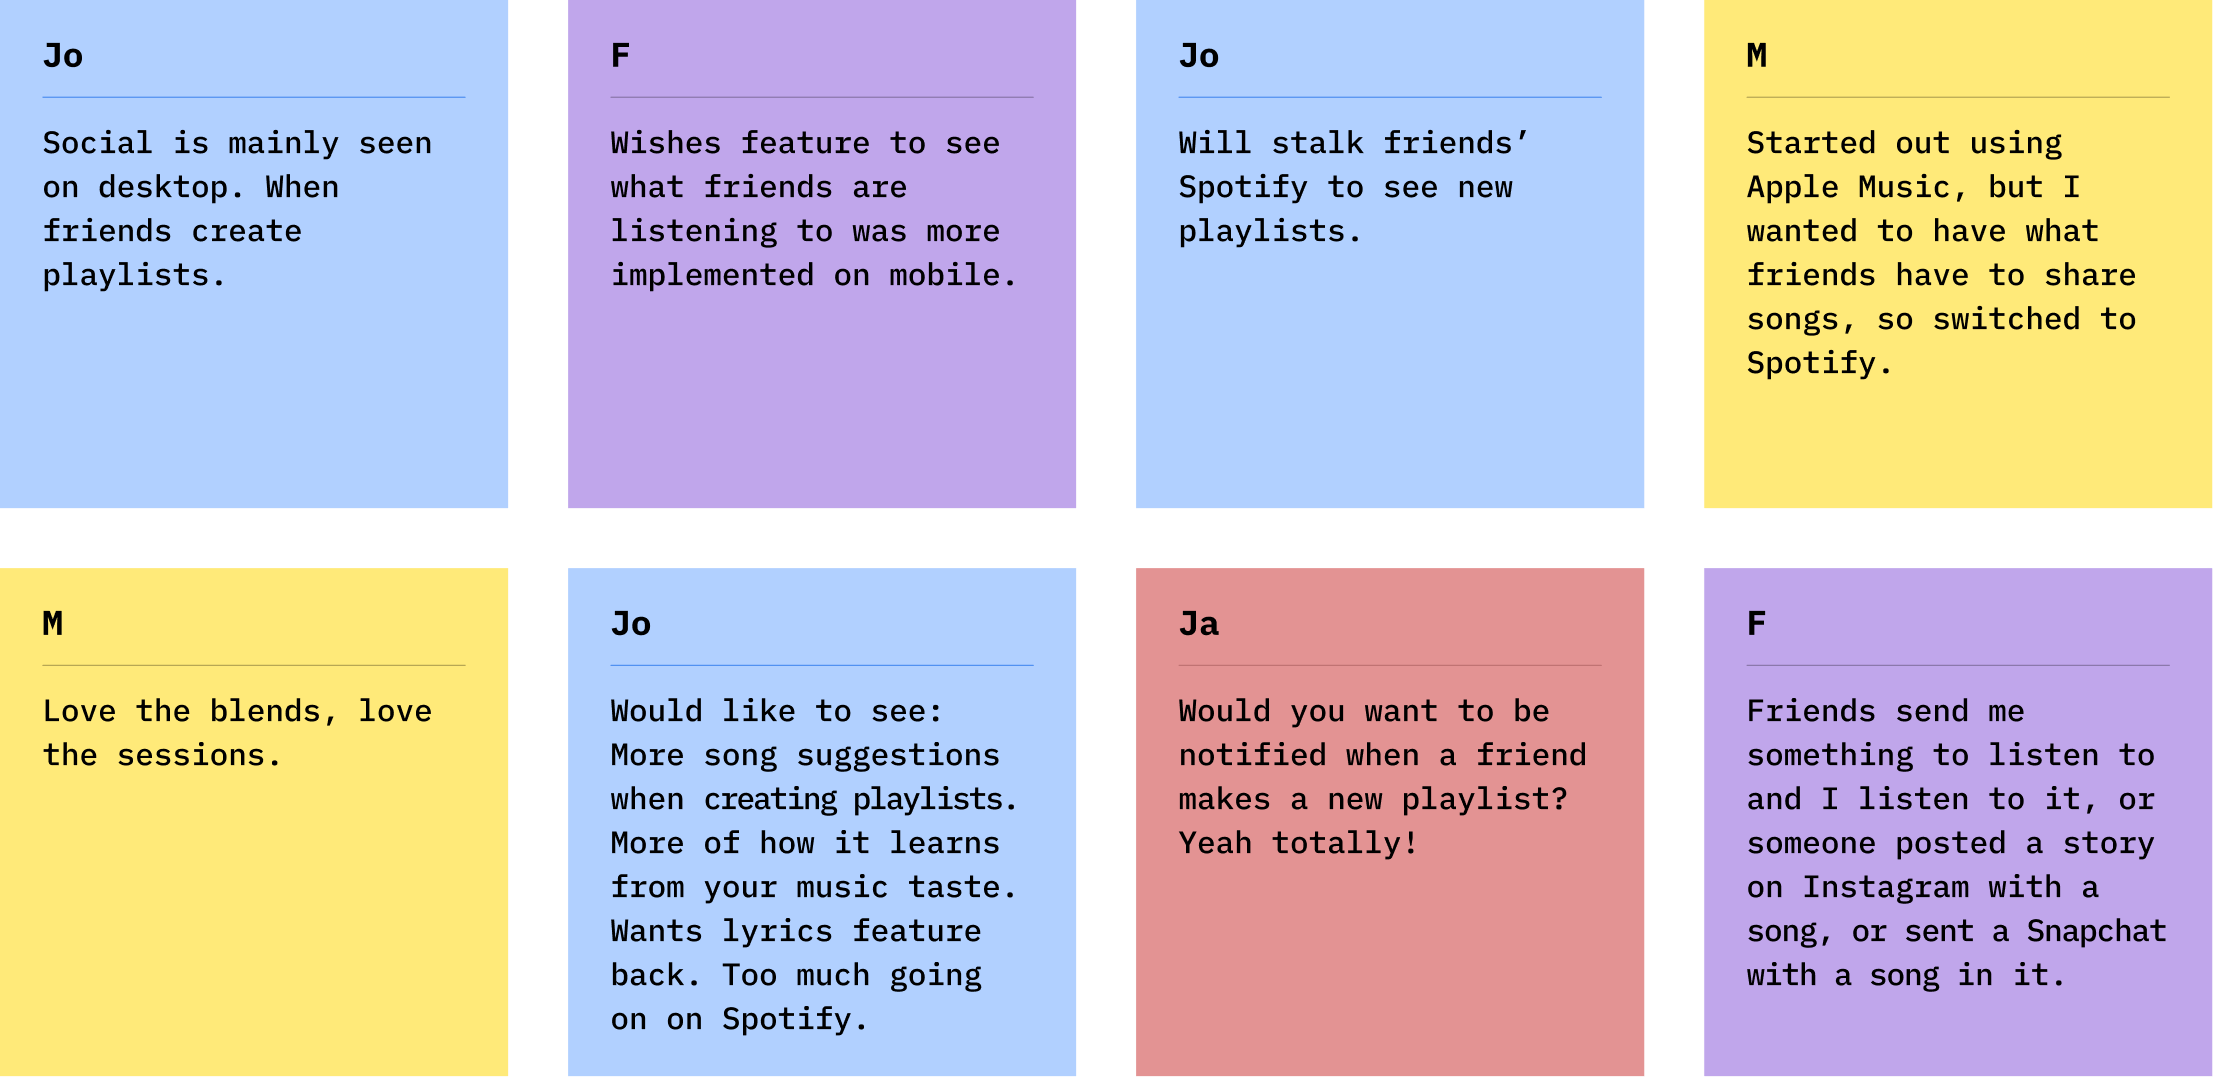 Jo
Social is mainly seen
on desktop. When
friends create
playlists.
F
Wishes feature to see
what friends are
listening to was more
implemented on mobile.
Jo
Will stalk friends’
Spotify to see new
playlists.
M
Started out using
Apple Music, but I
wanted to have what
friends have to share
songs, so switched to
Spotify.
M
Love the blends, love
the sessions.
Jo
Would like to see:
More song suggestions
when creating playlists.
More of how it learns
from your music taste.
Wants lyrics feature
back. Too much going
on on Spotify.
Ja
Would you want to be
notified when a friend
makes a new playlist?
Yeah totally!
F
Friends send me
something to listen to
and I listen to it, or
someone posted a story
on Instagram with a
song, or sent a Snapchat
with a song in it.